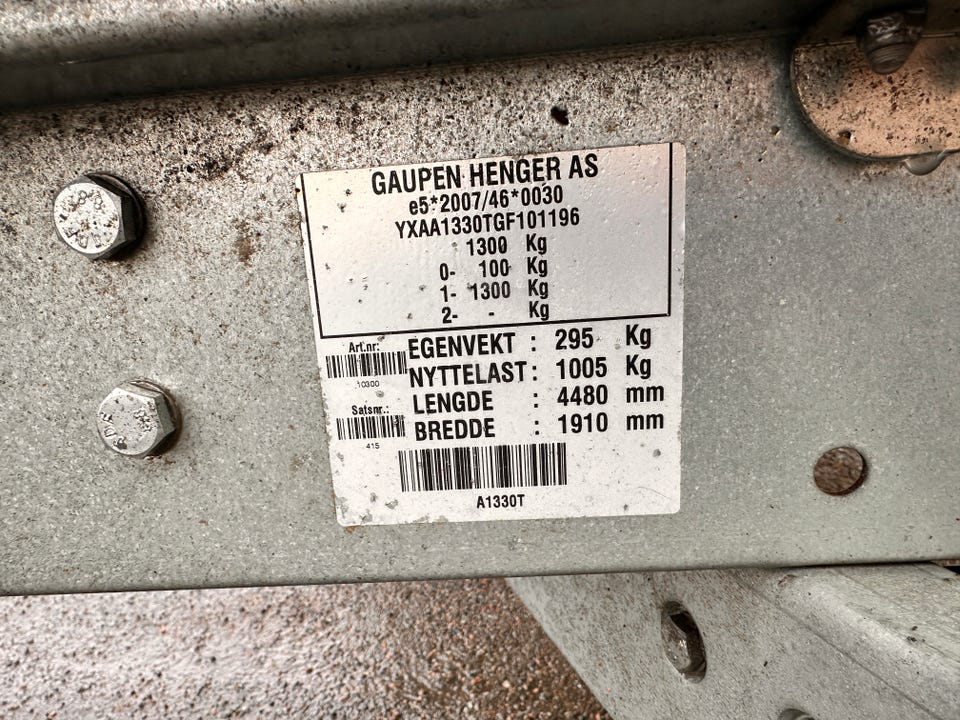 GAUPEN HENGER AS
e5*2007/46*0030
YXAA1330TGF101196
1300 Kg
0- 100 Kg
1- 1300 Kg
2- - Kg
Art.nr:
10300
Satsnr.:
415
EGENVEKT : 295 Kg
NYTTELAST : 1005 Kg
LENGDE : 4480 mm
BREDDE : 1910 mm
A1330T